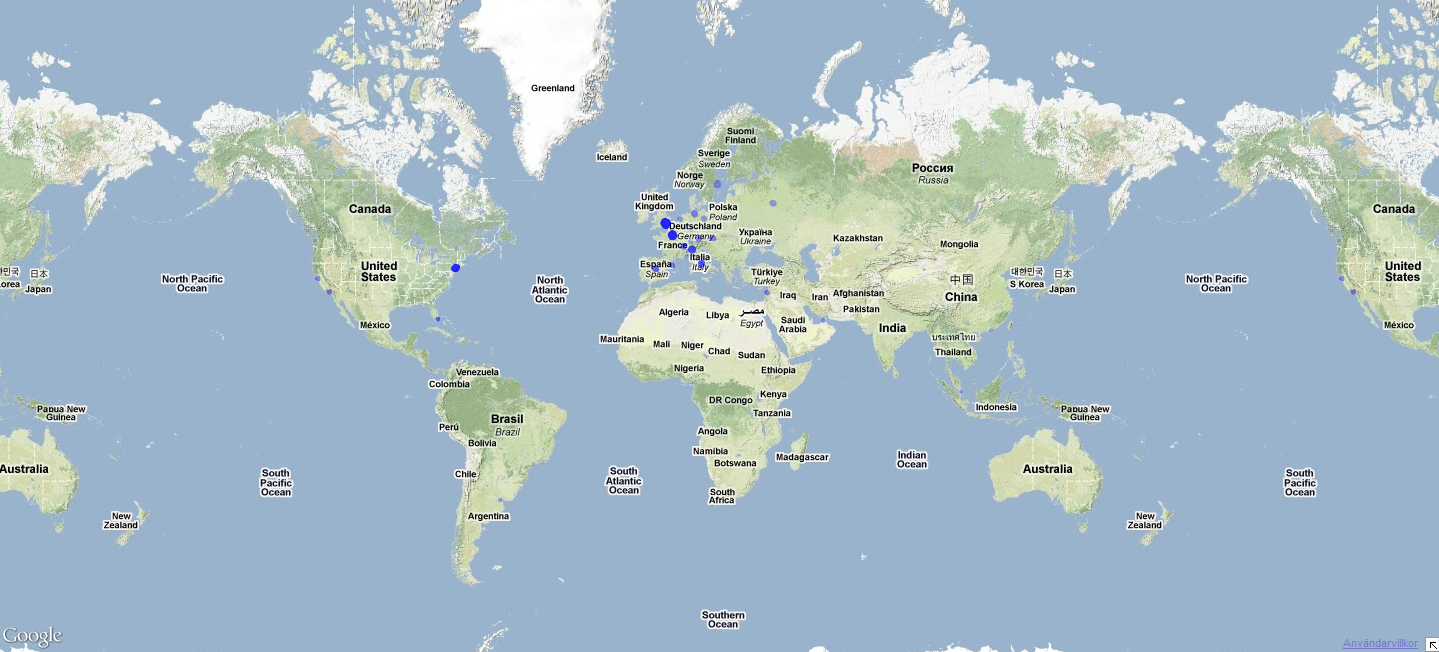 Greenland
Iceland
Suomi
Finland
Sverige
Sweden
Norge
Norway
Россия
Russia
United
Kingdom
Polska
Poland
Deutschland
Germany
Україна
Ukraine
France
Kazakhstan
Mongolia
Italia
Italy
España
Spain
Türkiye
Turkey
Iraq
Iran
Afghanistan
Pakistan
中国
China
대한민국
S Korea
日本
Japan
Canada
United
States
México
North Pacific
Ocean
North
Atlantic
Ocean
Algeria
Libya
مصر
Egypt
Saudi
Arabia
India
ประเทศไทย
Thailand
Mauritania
Mali
Niger
Chad
Sudan
Nigeria
Ethiopia
Venezuela
Colombia
DR Congo
Kenya
Tanzania
Indonesia
Papua New
Guinea
Brasil
Brazil
Perú
Bolivia
Angola
Namibia
Botswana
Madagascar
Chile
South
Africa
Argentina
South
Pacific
Ocean
South
Atlantic
Ocean
Indian
Ocean
Australia
New
Zealand
Southern
Ocean
한민국
orea
日本
Japan
Papua New
Guinea
Australia
New
Zealand
North Pacific
Ocean
Canada
United
States
México
South
Pacific
Ocean
Google
Användarvillkor